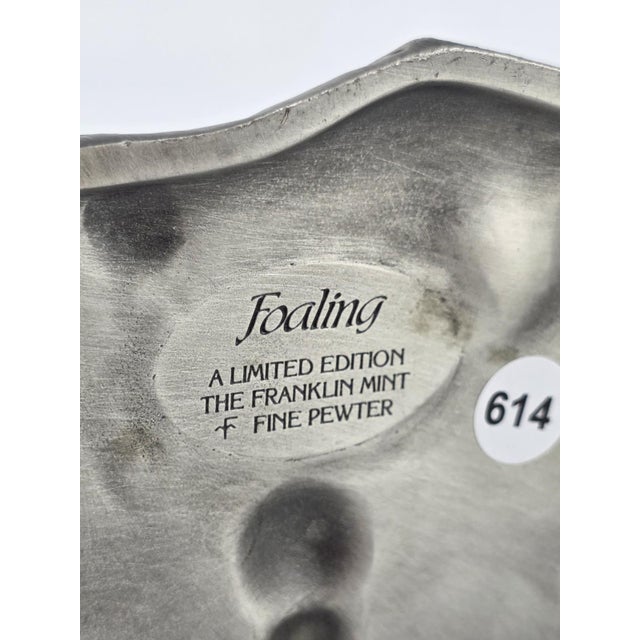 Foaling
A LIMITED EDITION
THE FRANKLIN MINT
FINE PEWTER
614